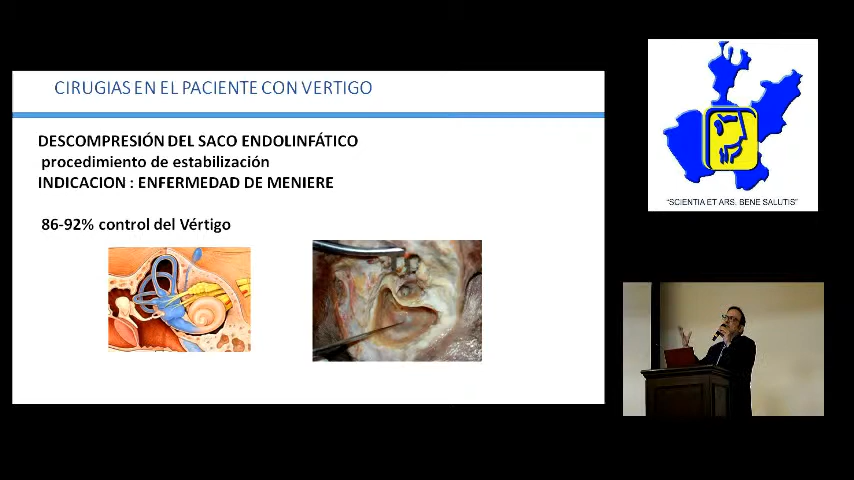 CIRUGIAS EN EL PACIENTE CON VERTIGO
DESCOMPRESIÓN DEL SACO ENDOLINFÁTICO
procedimiento de estabilización
INDICACION : ENFERMEDAD DE MENIERE
86-92% control del Vértigo
“SCIENTIA ET ARS. BENE SALUTIS”